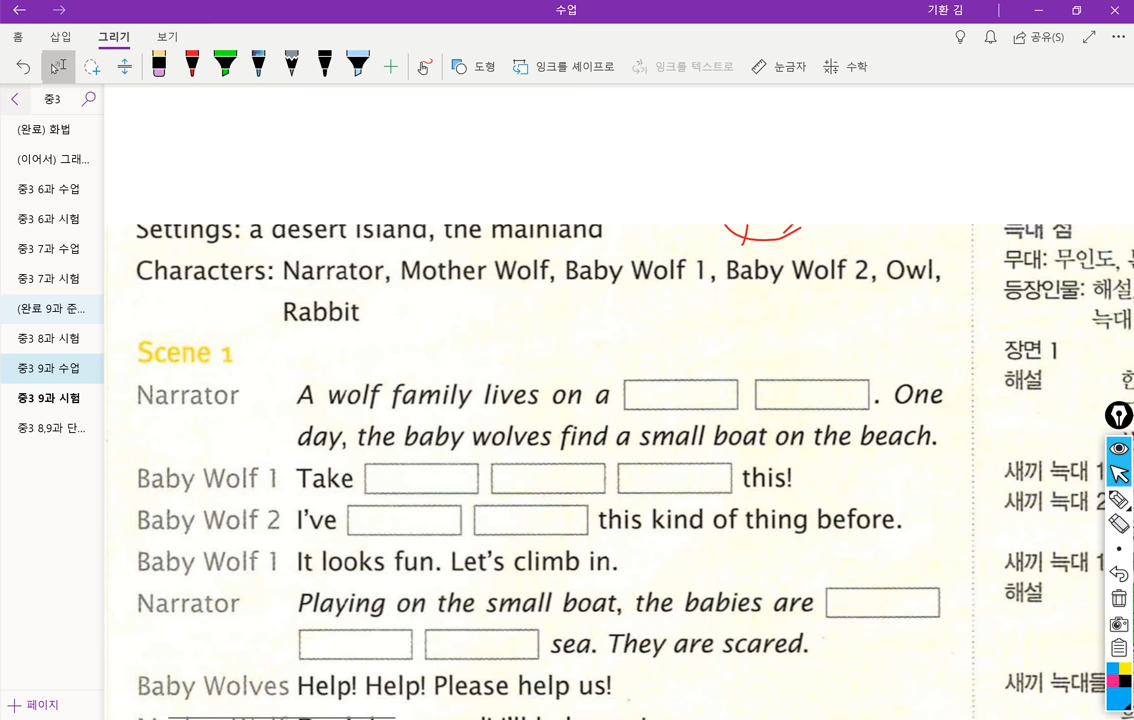 수업
기환 김
홈 삽입 그리기 보기
공유(S)
도형 잉크를 셰이프로 잉크를 텍스트로 눈금자 수학
중3
(완료) 화법
(이어서) 그래...
중3 6과 수업
중3 6과 시험
중3 7과 수업
중3 7과 시험
(완료 9과 준...
중3 8과 시험
중3 9과 수업
중3 9과 시험
중3 8,9과 단...
페이지
Settings: a desert island, the mainland
Characters: Narrator, Mother Wolf, Baby Wolf 1, Baby Wolf 2, Owl,
Rabbit
Scene 1
Narrator A wolf family lives on a . One
day, the baby wolves find a small boat on the beach.
Baby Wolf 1 Take this!
Baby Wolf 2 I've this kind of thing before.
Baby Wolf 1 It looks fun. Let's climb in.
Narrator Playing on the small boat, the babies are
sea. They are scared.
Baby Wolves Help! Help! Please help us!
무대: 무인도,
등장인물: 해설,
늑대
장면 1
해설
새끼 늑대 1
새끼 늑대 2
새끼 늑대 1
해설
새끼 늑대들